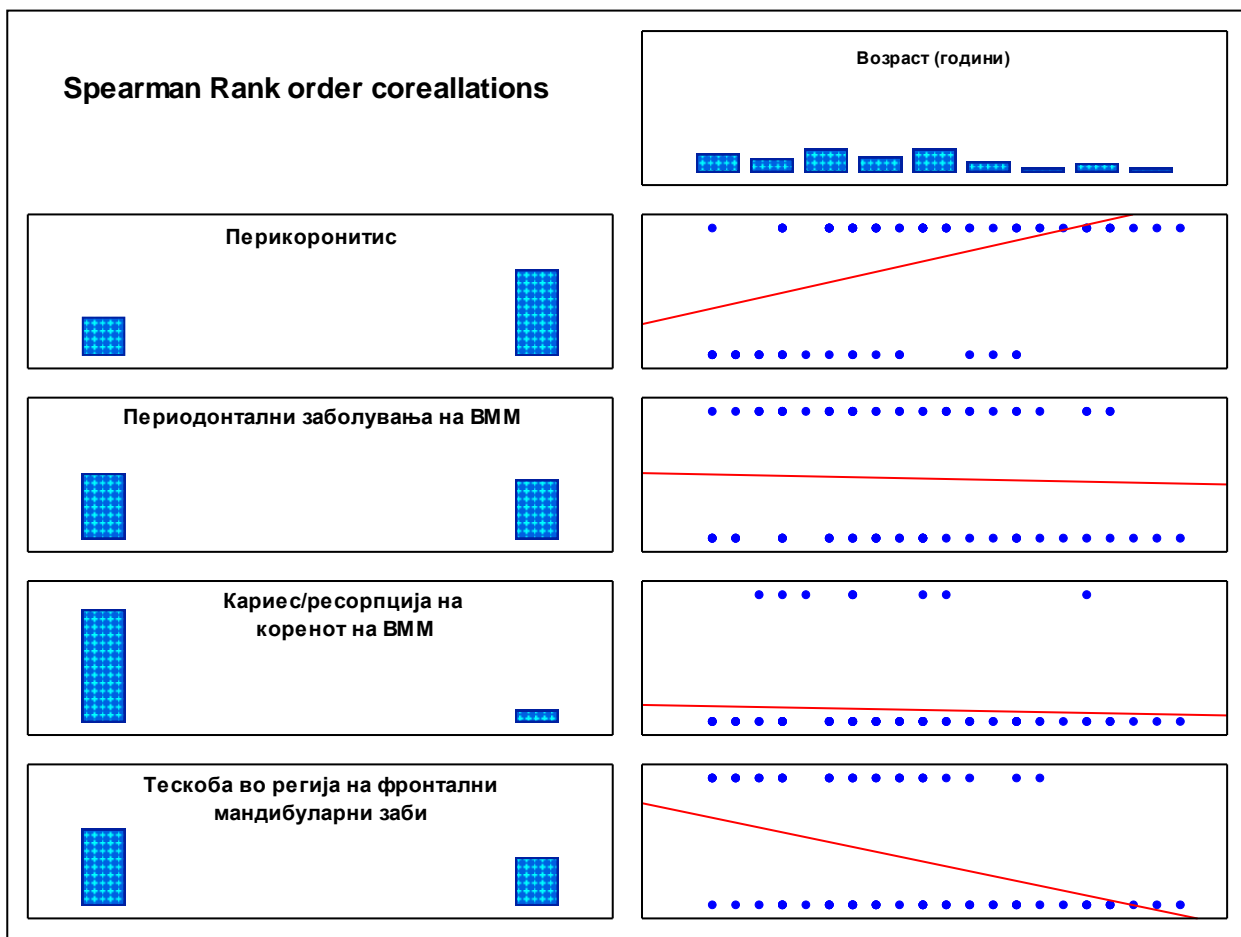 Spearman Rank order coreallations
Возраст (години)
Перикоронитис
Периодонтални заболувања на ВММ
Кариес/ресорпција на
коренот на ВММ
Тескоба во регија на фронтални
мандибуларни заби